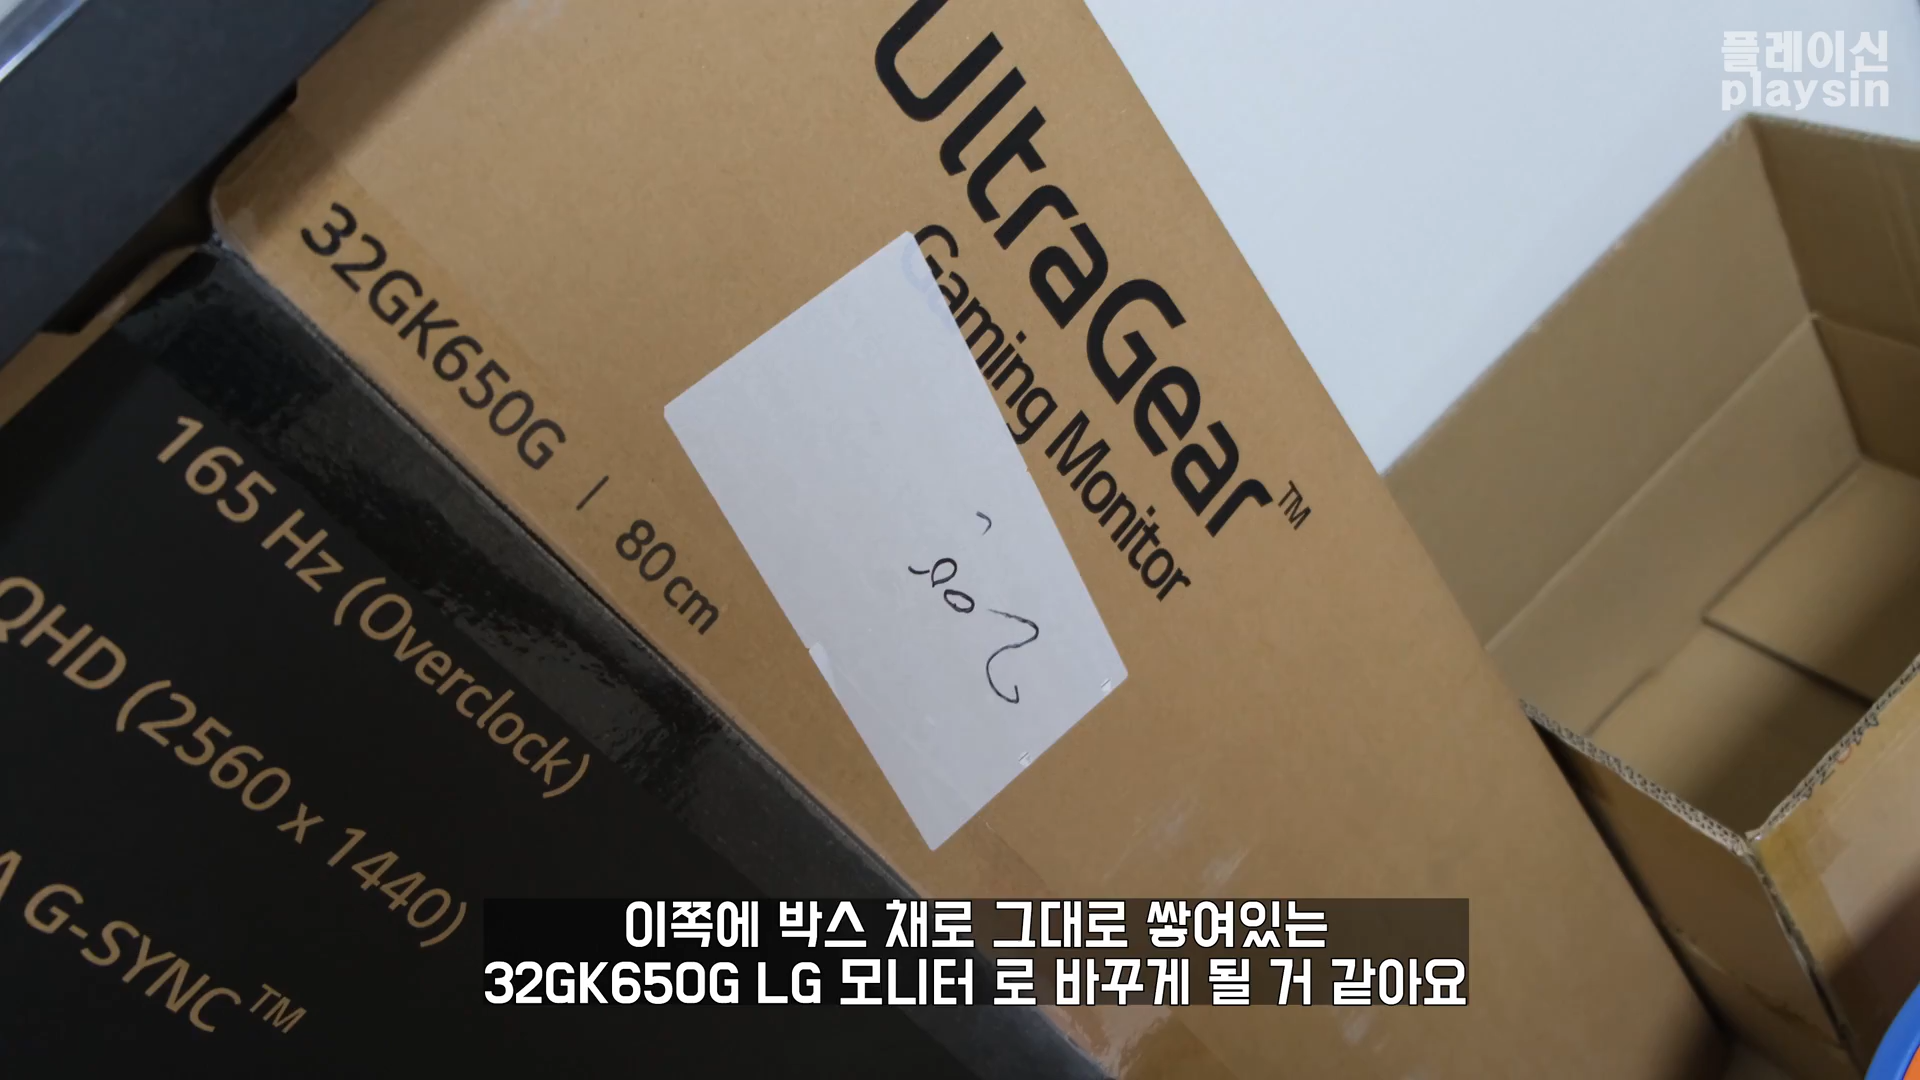 플레이신
playsin
UltraGear™
Gaming Monitor
32GK650G | 80cm
165 Hz (Overclock)
QHD (2560 x 1440)
G-SYNC™
이쪽에 박스 채로 그대로 쌓여있는
32GK650G LG 모니터 로 바꾸게 될 거 같아요